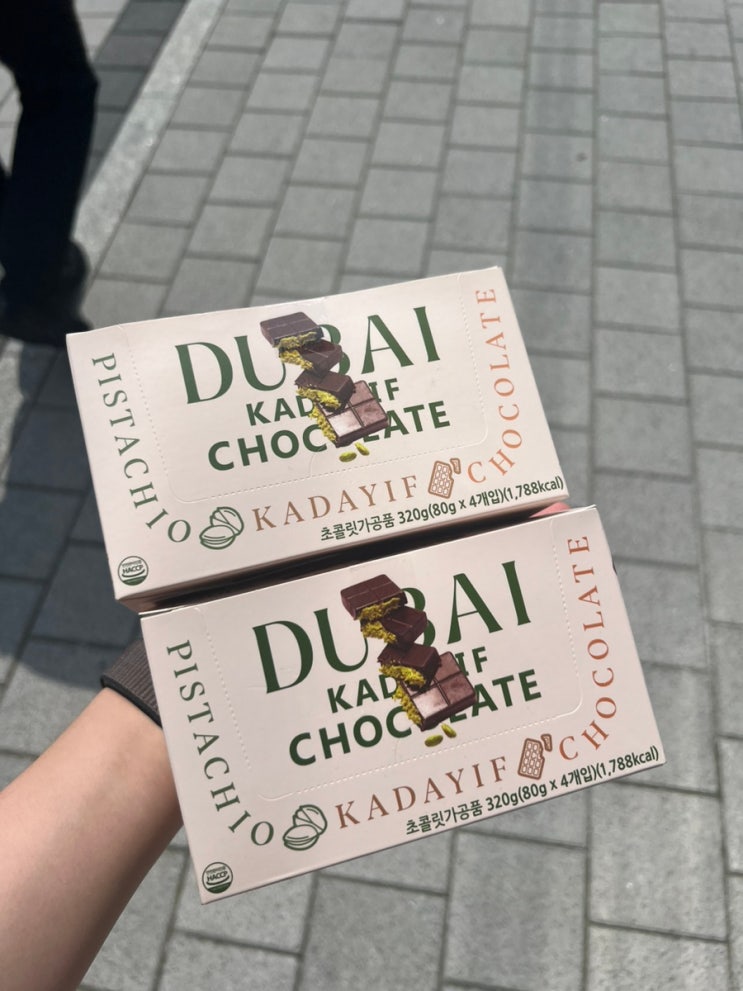 DUBAI
KADAYIF
CHOCOLATE
PISTACHIO KADAYIF CHOCOLATE
초콜릿가공품 320g(80g x 4개입)(1,788kcal)
HACCP
DUBAI
KADAYIF
CHOCOLATE
PISTACHIO KADAYIF CHOCOLATE
초콜릿가공품 320g(80g x 4개입)(1,788kcal)
HACCP